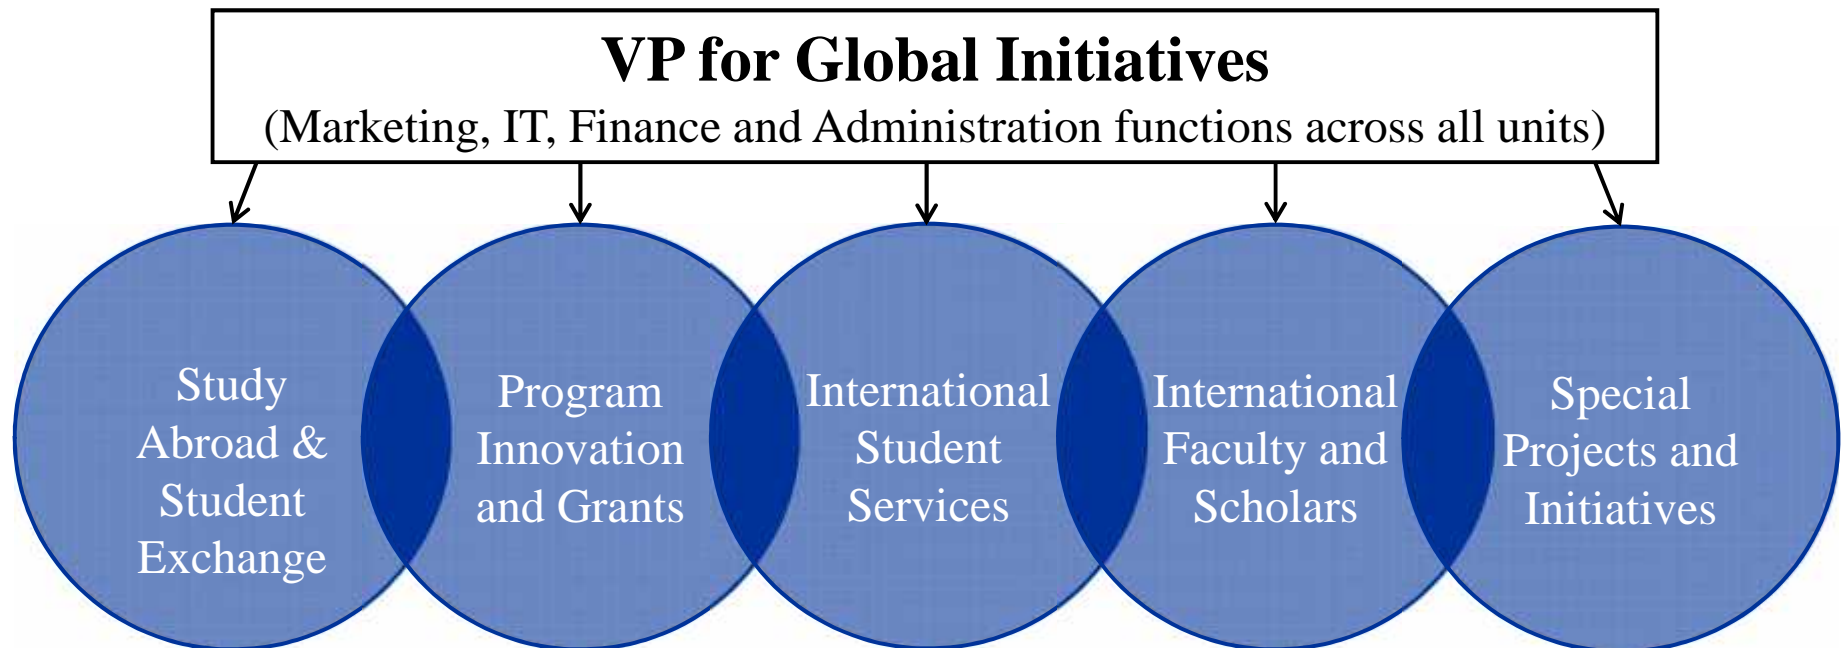 VP for Global Initiatives
(Marketing, IT, Finance and Administration functions across all units)
Study
Abroad &
Student
Exchange
Program
Innovation
and Grants
International
Student
Services
International
Faculty and
Scholars
Special
Projects and
Initiatives